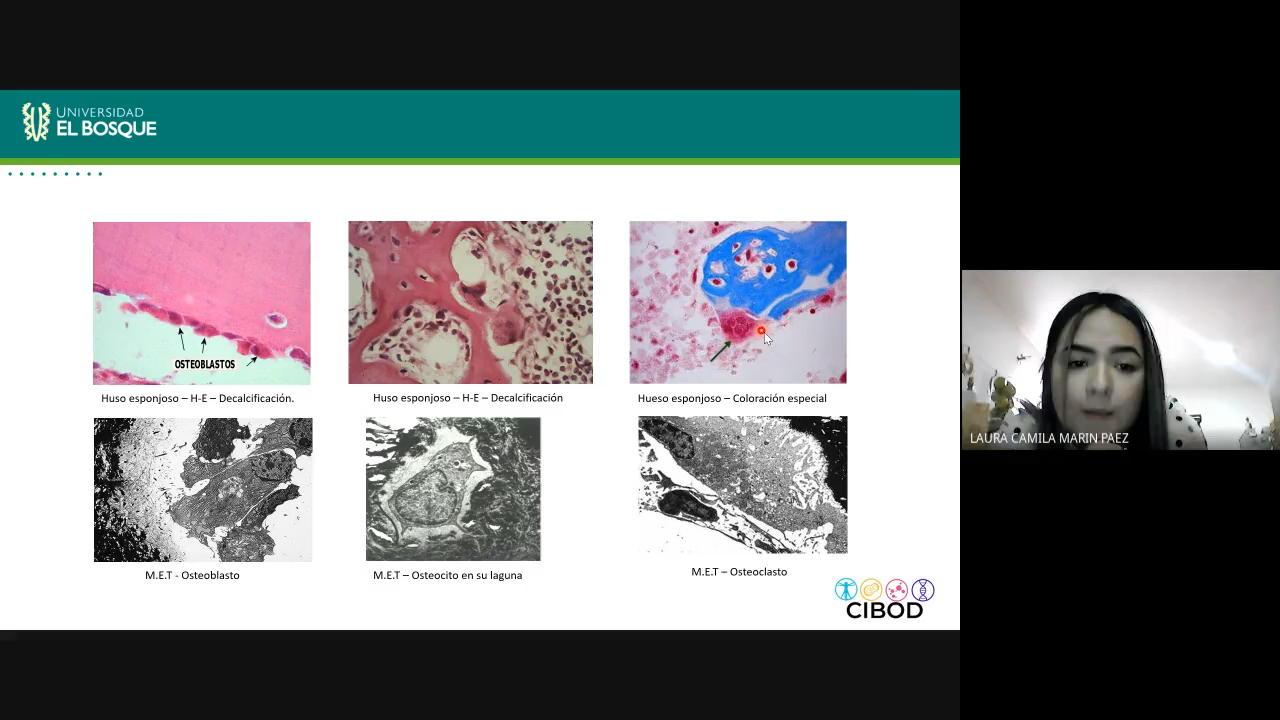 UNIVERSIDAD
EL BOSQUE
OSTEOBLASTOS
Huso esponjoso – H-E – Decalcificación.
Huso esponjoso – H-E – Decalcificación
Hueso esponjoso – Coloración especial
M.E.T - Osteoblasto
M.E.T – Osteocito en su laguna
M.E.T – Osteoclasto
CIBOD
LAURA CAMILA MARIN PAEZ